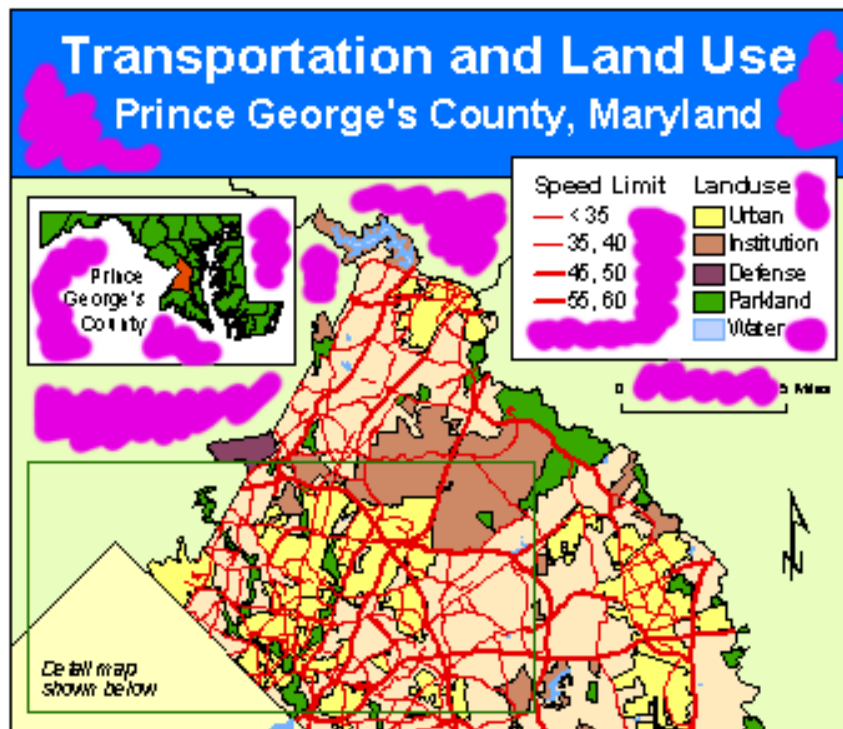 Transportation and Land Use
Prince George's County, Maryland
Speed Limit
< 35
35, 40
45, 50
55, 60
Landuse
Urban
Institution
Defense
Parkland
Water
Prince
George's
County
0 5 Miles
N
Detail map
shown below